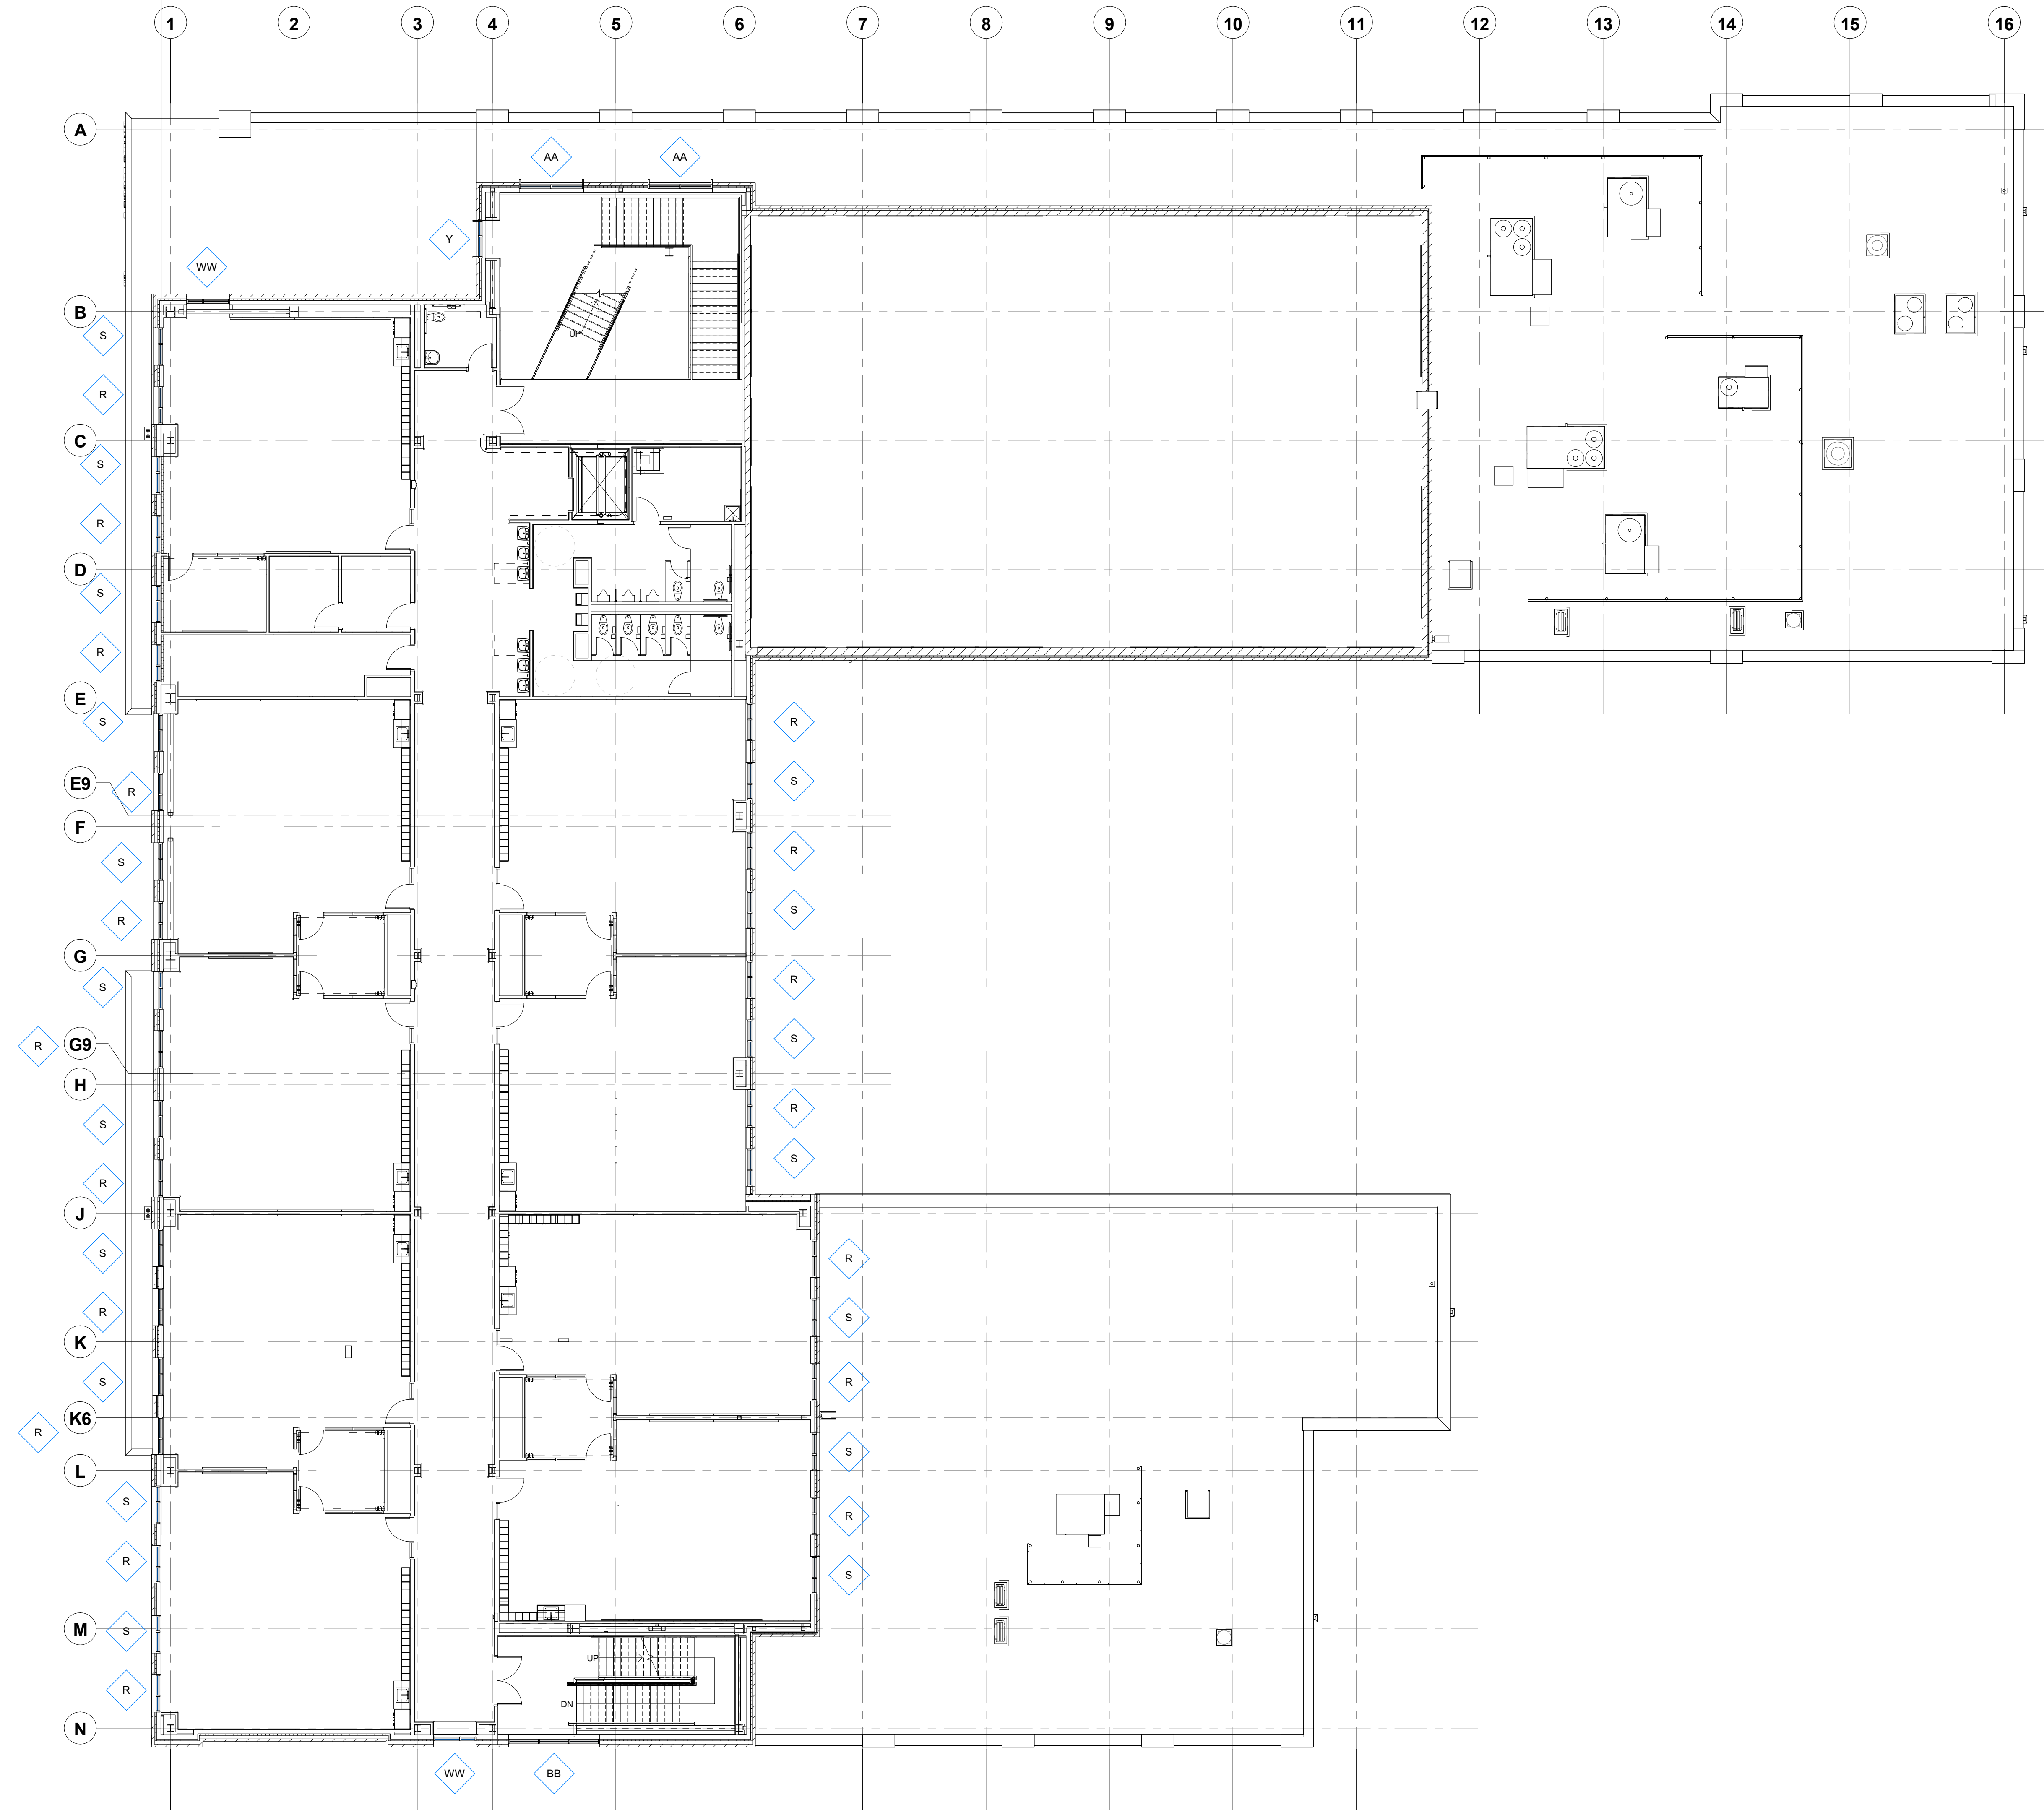 1 2 3 4 5 6 7 8 9 10 11 12 13 14 15 16
A
AA AA
Y
WW
B
S
R
C
S
R
D
S
R
E
S R
E9
R S
F
S R
R S
G
S R
G9
R S
H
S R
R S
J
S R
R S
K
S R
K6
R S
L
S R
R S
M
S
R
N
WW BB
UP
UP
DN